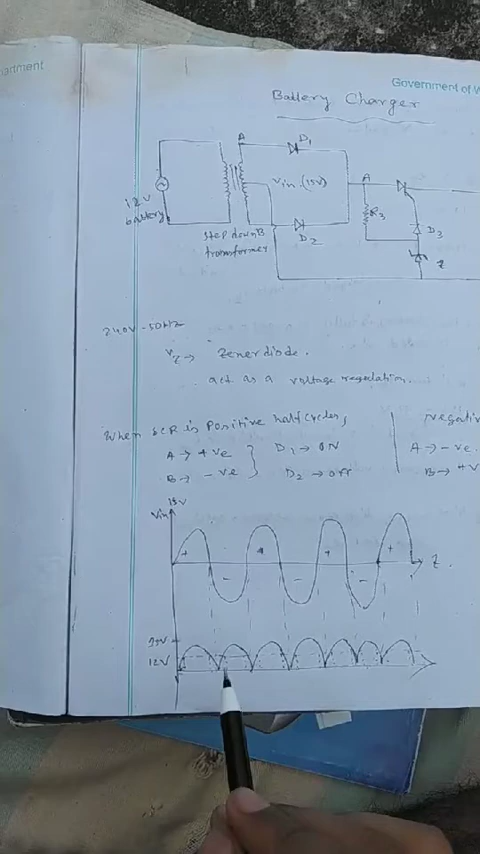 artment
Government of W
Battery Charger
A
D1
Vin (15V)
A
12V
battery
R3
D3
Step down B
transformer
D2
Z
240V-50HZ
Vz → Zener diode.
act as a voltage regulation.
When SCR is Positive half cycles,
A → +ve } D1 → ON
B → -ve D2 → off
Negative
A → -ve.
B → +v
15V
Vin
+ + + +
- - -
t.
12V